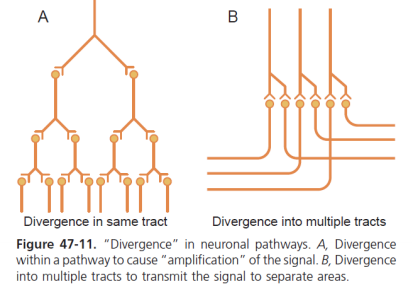 A
B
Divergence in same tract
Divergence into multiple tracts
Figure 47-11. "Divergence" in neuronal pathways. A, Divergence
within a pathway to cause "amplification" of the signal. B, Divergence
into multiple tracts to transmit the signal to separate areas.